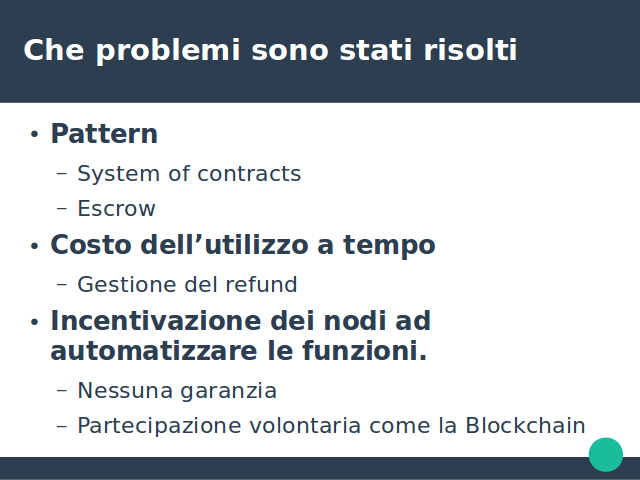 Che problemi sono stati risolti
• Pattern
– System of contracts
– Escrow
• Costo dell’utilizzo a tempo
– Gestione del refund
• Incentivazione dei nodi ad
automatizzare le funzioni.
– Nessuna garanzia
– Partecipazione volontaria come la Blockchain